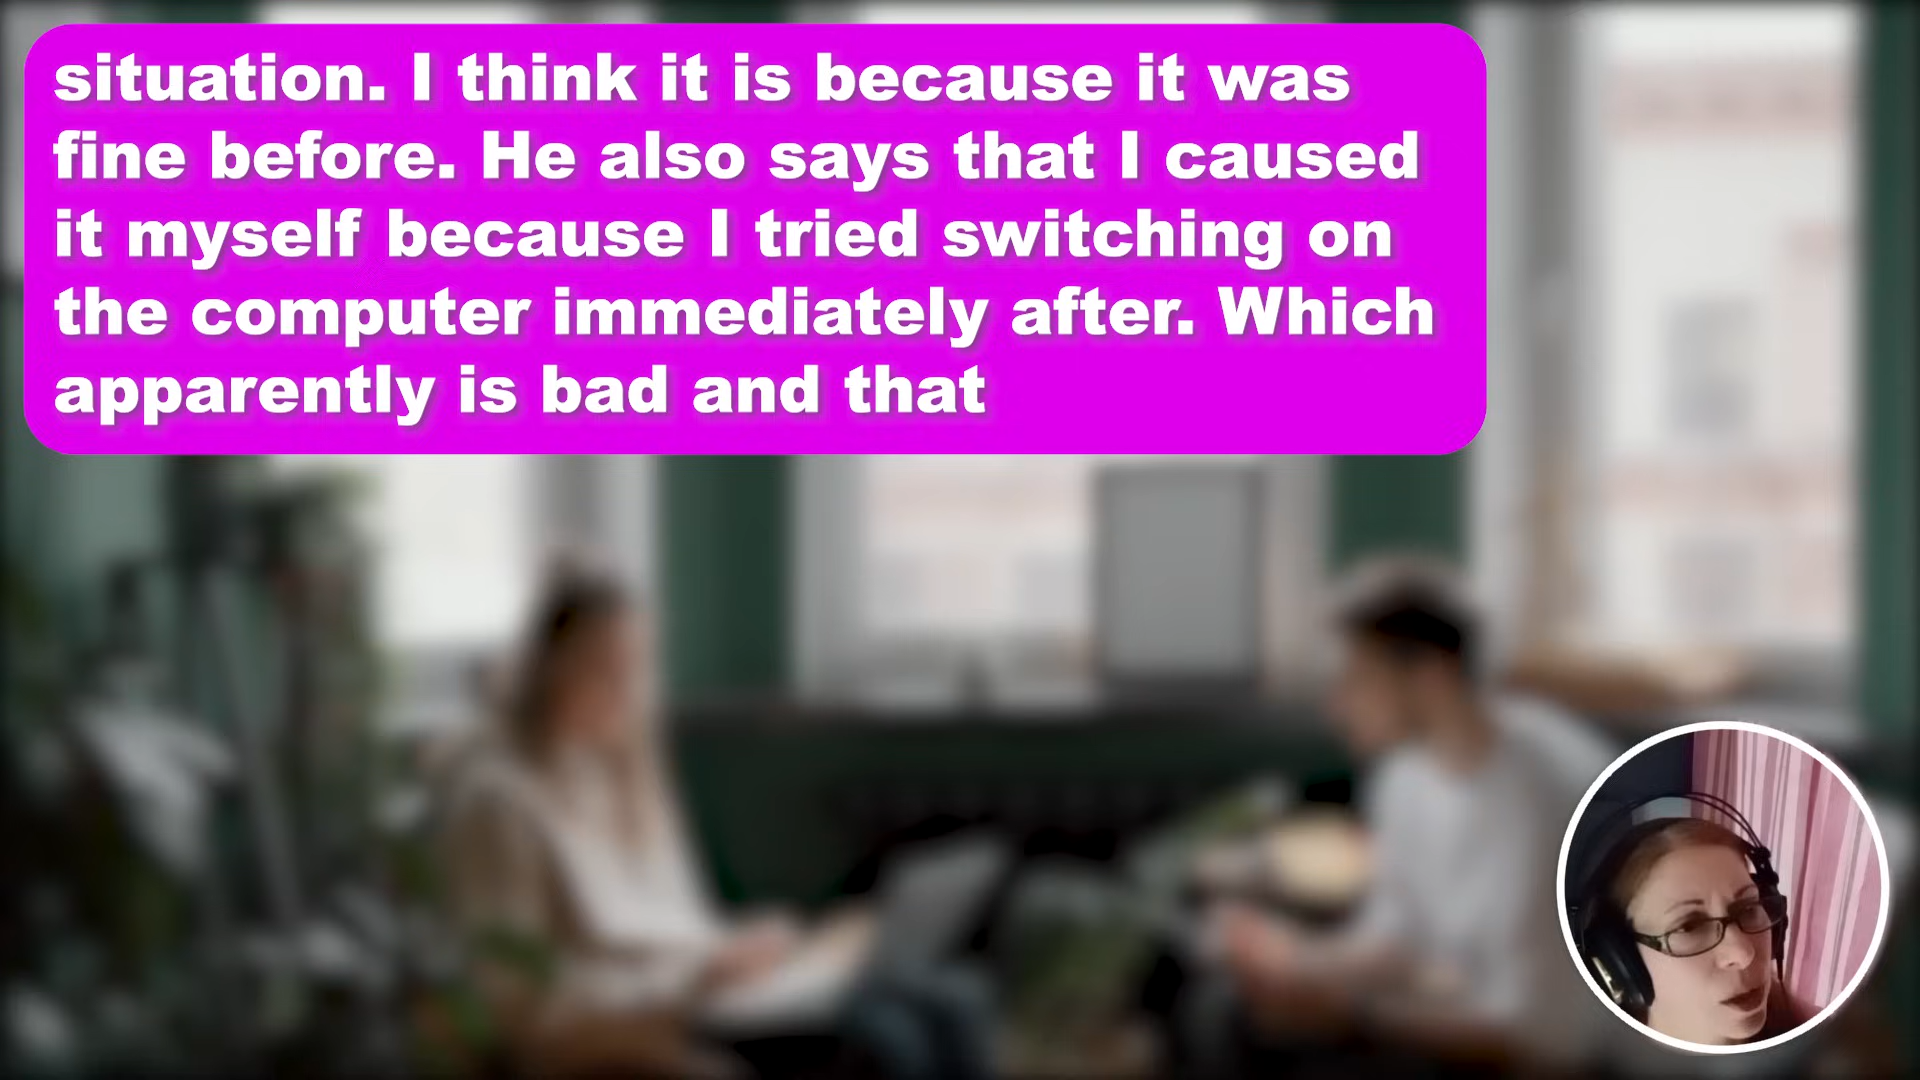 situation. I think it is because it was
fine before. He also says that I caused
it myself because I tried switching on
the computer immediately after. Which
apparently is bad and that